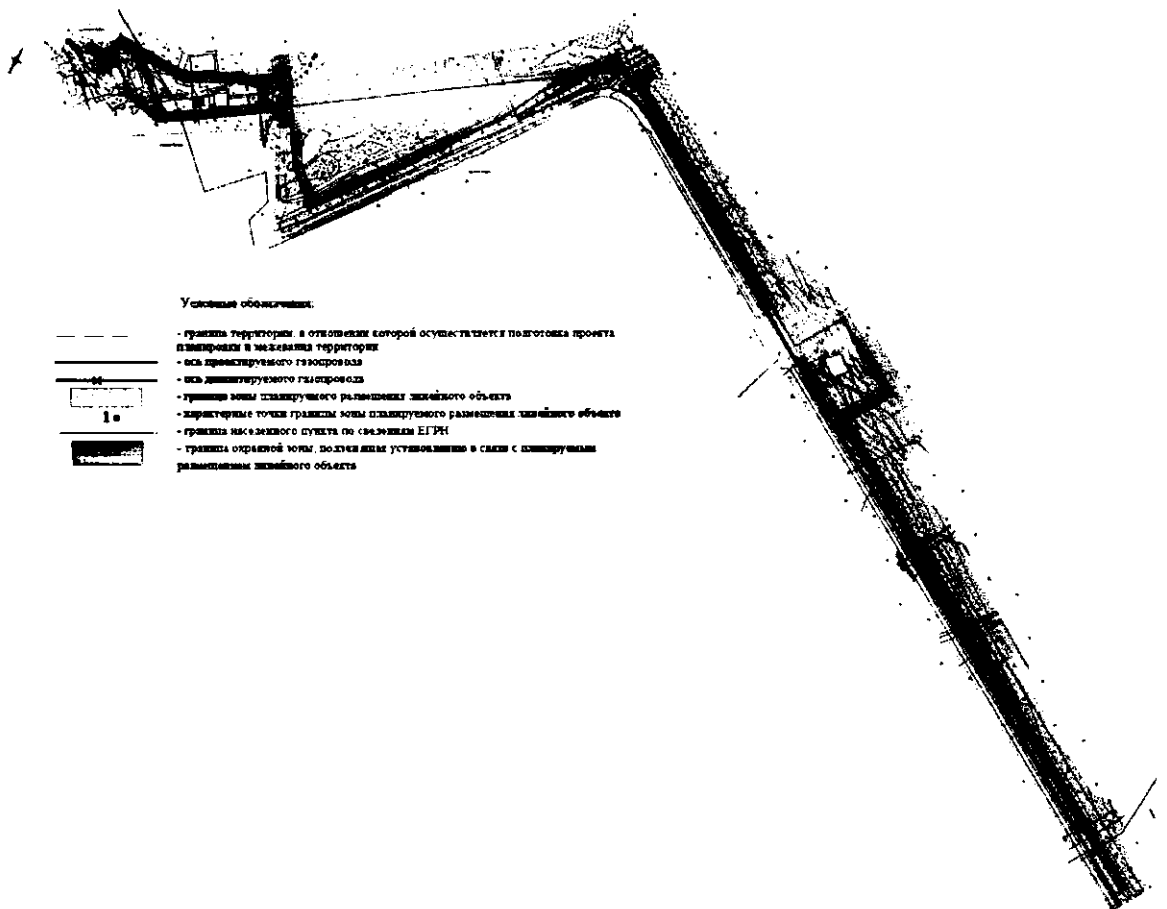 Условные обозначения:
- граница территории, в отношении которой осуществляется подготовка проекта
планировки и межевания территории
- ось проектируемого газопровода
- ось демонтируемого газопровода
- граница зоны планируемого размещения линейного объекта
1
- характерные точки границы зоны планируемого размещения линейного объекта
- граница населенного пункта по сведениям ЕГРН
- граница охранной зоны, подлежащая установлению в связи с планируемым
размещением линейного объекта